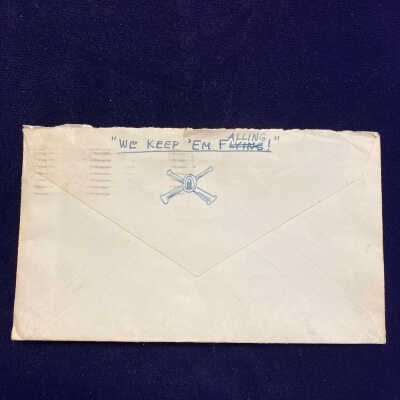 ALLING
"WE KEEP 'EM FLYING!"